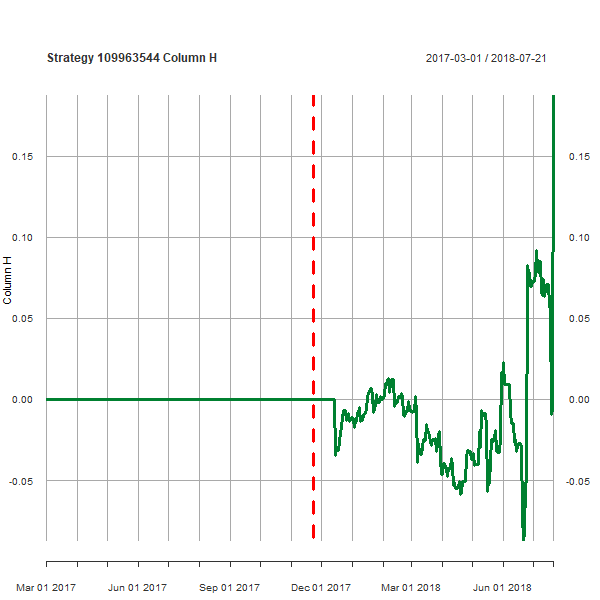 Strategy 109963544 Column H
2017-03-01 / 2018-07-21
0.15 0.15
0.10 0.10
0.05 0.05
0.00 0.00
-0.05 -0.05
Column H
Mar 01 2017 Jun 01 2017 Sep 01 2017 Dec 01 2017 Mar 01 2018 Jun 01 2018